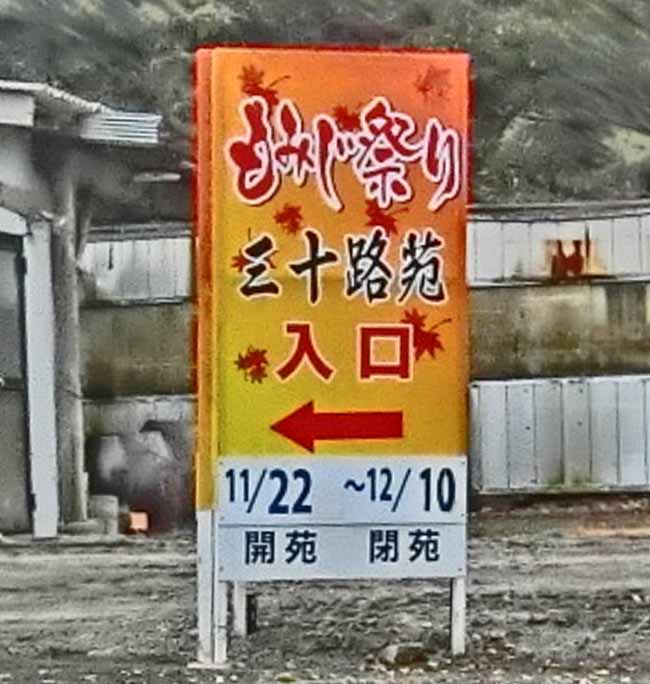 もみじ祭り
三十路苑
入口
11/22 ～12/10
開苑 閉苑